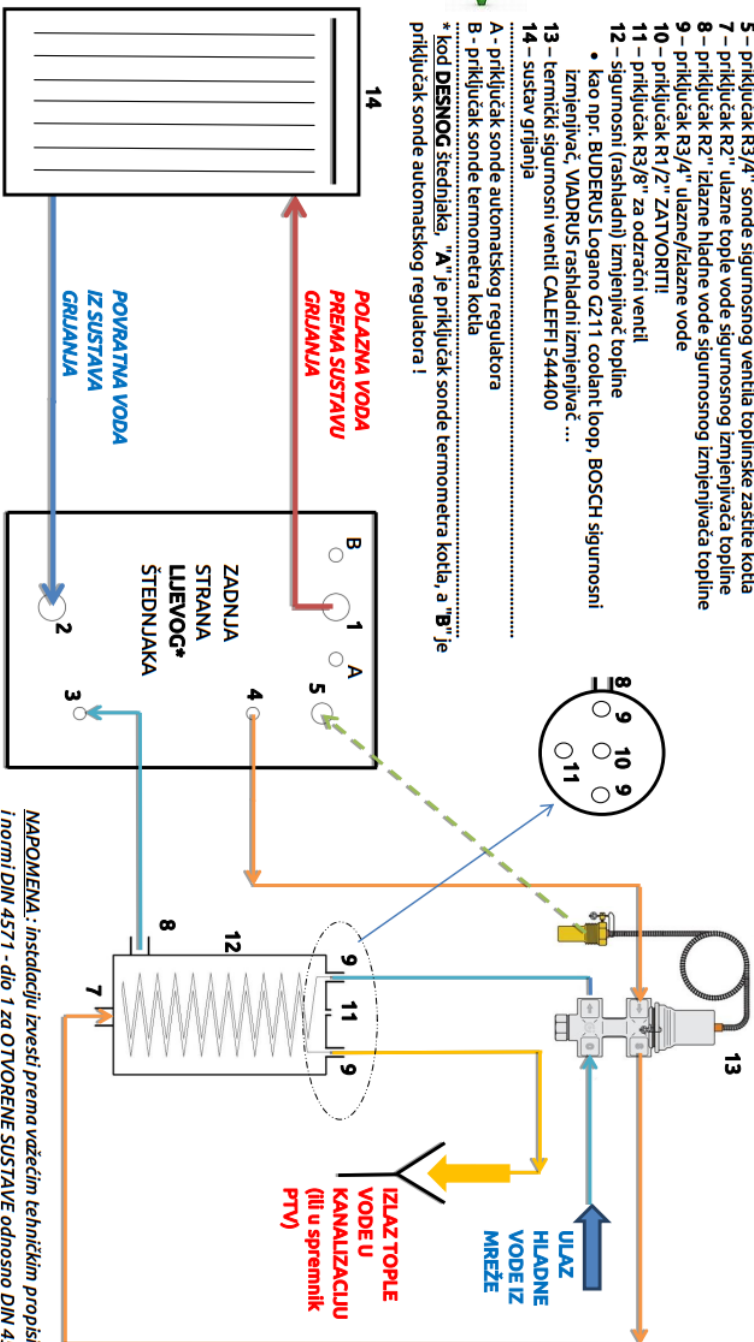 5 – priključak R3/4" sonde sigurnosnog ventila toplinske zaštite kotla
7 – priključak R2" ulazne tople vode sigurnosnog izmjenjivača topline
8 – priključak R2" izlazne hladne vode sigurnosnog izmjenjivača topline
9 – priključak R3/4" ulazne/izlazne vode
10 – priključak R1/2" ZATVORITI!
11 – priključak R3/8" za odzračni ventil
12 – sigurnosni (rashladni) izmjenjivač topline
• kao npr. BUDERUS Logano G211 coolant loop, BOSCH sigurnosni
izmjenjivač, VIADRUS rashladni izmjenjivač ...
13 – termički sigurnosni ventil CALEFFI 544400
14 – sustav grijanja
A - priključak sonde automatskog regulatora
B - priključak sonde termometra kotla
* kod DESNOG štednjaka, "A" je priključak sonde termometra kotla, a "B" je
priključak sonde automatskog regulatora !
14
POLAZNA VODA
PREMA SUSTAVU
GRIJANJA
POVRATNA VODA
IZ SUSTAVA
GRIJANJA
B
1
A
5
4
3
2
ZADNJA
STRANA
LIJEVOG*
ŠTEDNJAKA
8
9
10
9
11
13
12
8
7
9
11
9
ULAZ
HLADNE
VODE IZ
MREŽE
IZLAZ TOPLE
VODE U
KANALIZACIJU
(ili u spremnik
PTV)
NAPOMENA : instalaciju izvesti prema važećim tehničkim propisi
i normi DIN 4571 - dio 1 za OTVORENE SUSTAVE odnosno DIN 4